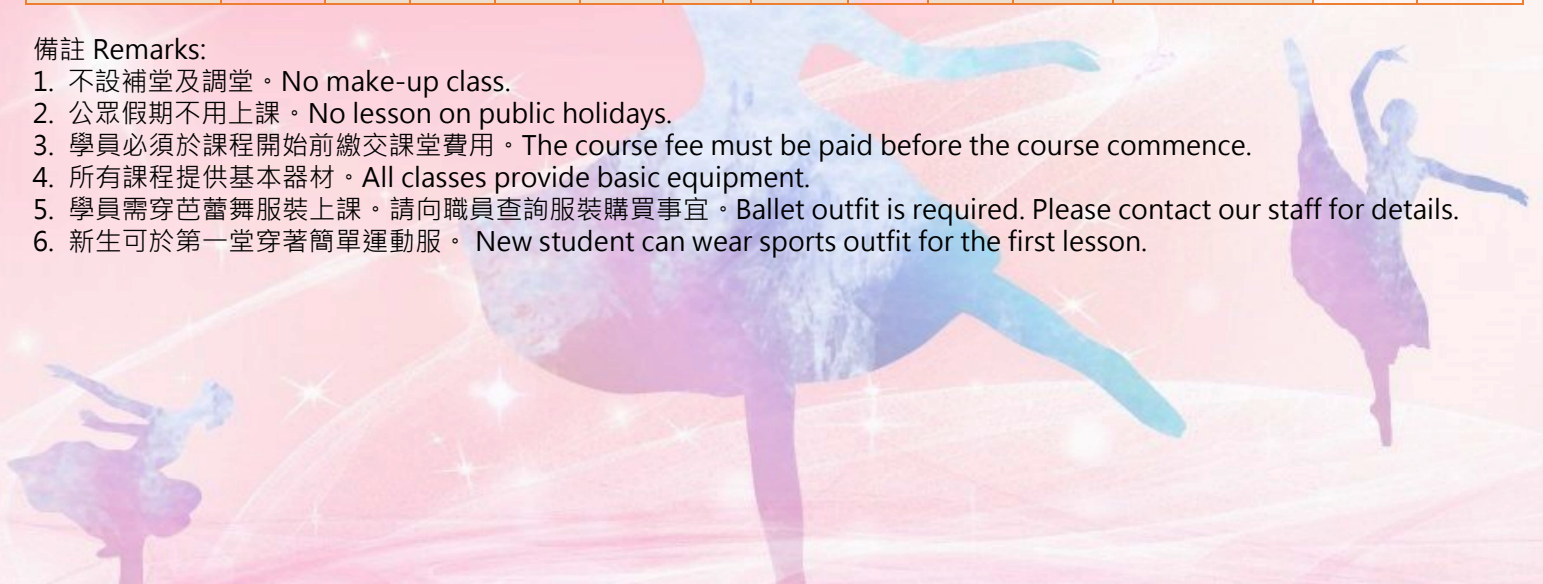 備註 Remarks:
1. 不設補堂及調堂。No make-up class.
2. 公眾假期不用上課。No lesson on public holidays.
3. 學員必須於課程開始前繳交課堂費用。The course fee must be paid before the course commence.
4. 所有課程提供基本器材。All classes provide basic equipment.
5. 學員需穿芭蕾舞服裝上課。請向職員查詢服裝購買事宜。Ballet outfit is required. Please contact our staff for details.
6. 新生可於第一堂穿著簡單運動服。 New student can wear sports outfit for the first lesson.